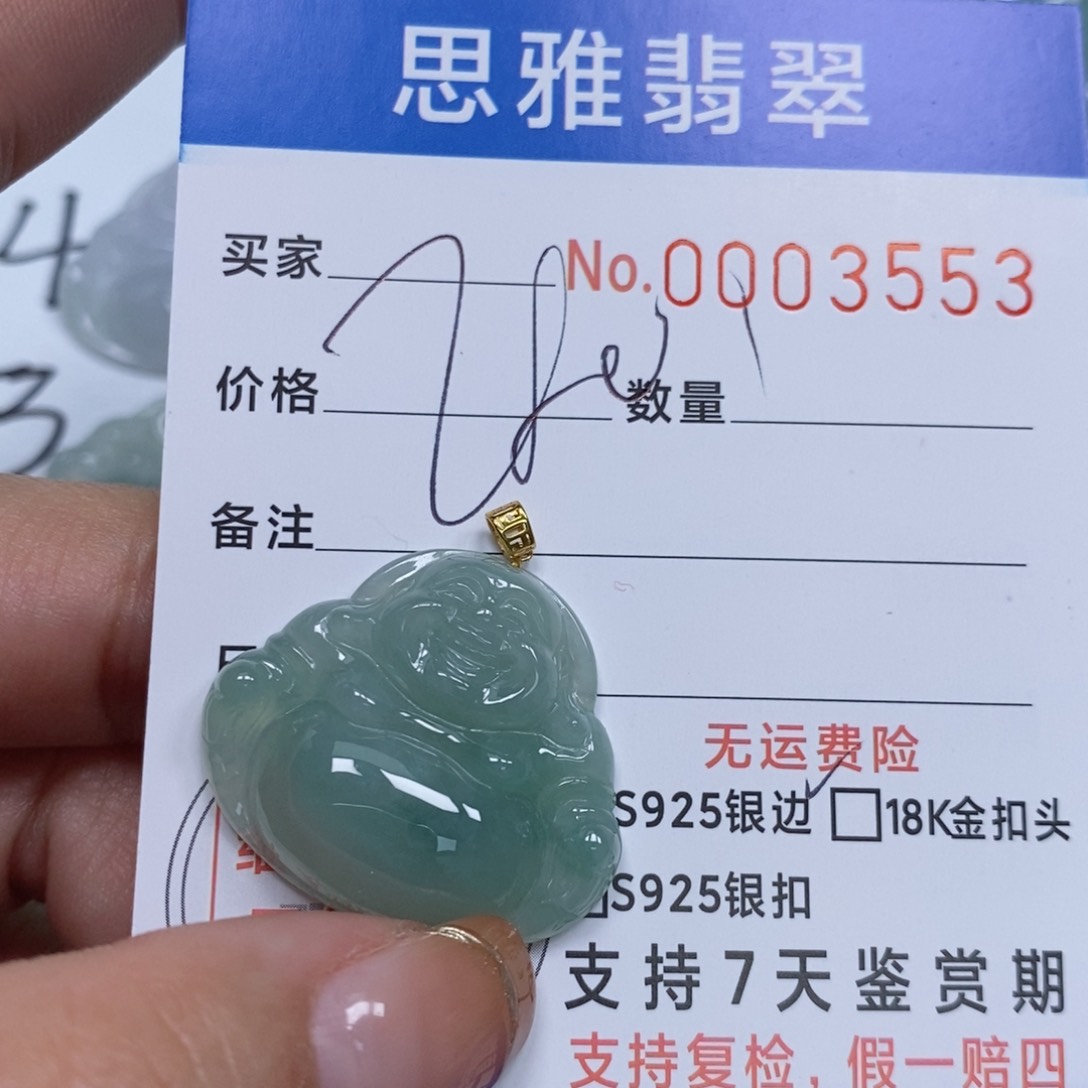 思雅翡翠
4
买家 No.0003553
3
价格 数量
备注
无运费险
S925银边 18K金扣头
S925银扣
支持7天鉴赏期
支持复检，假一赔四